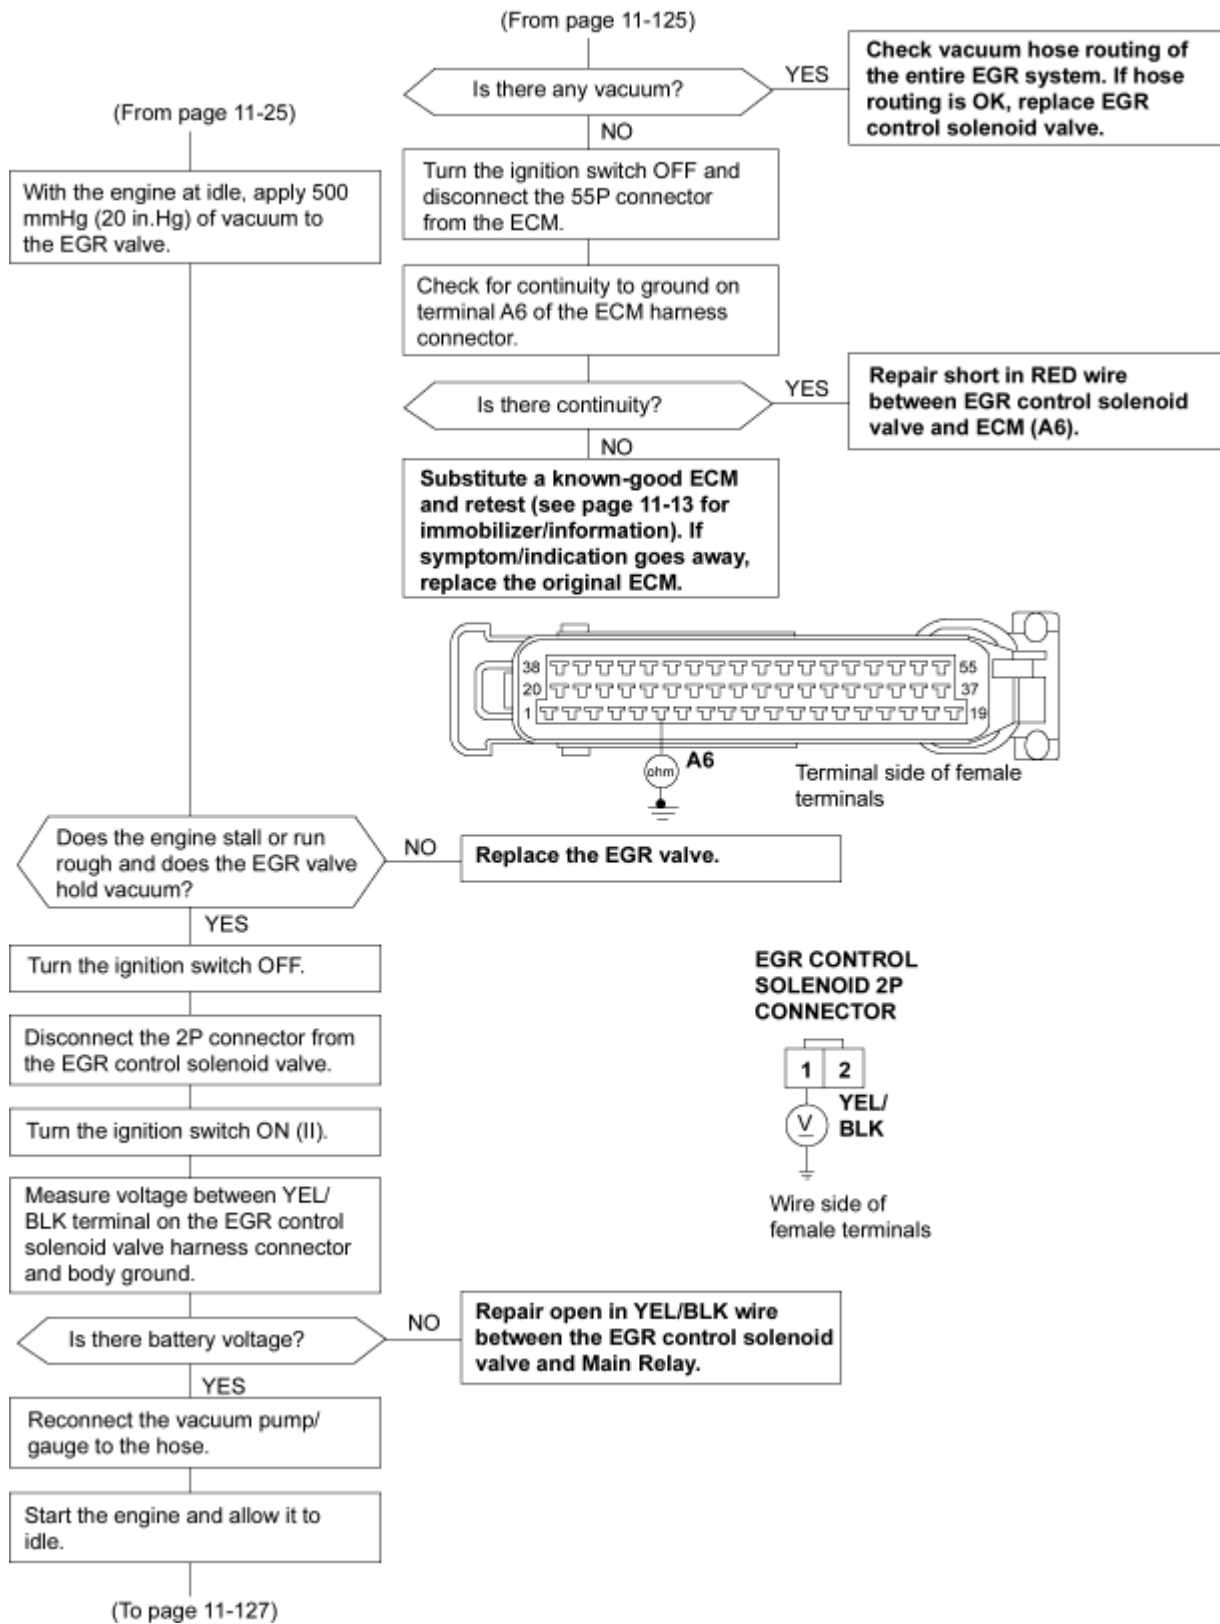 (From page 11-125)
Is there any vacuum?
YES
Check vacuum hose routing of
the entire EGR system. If hose
routing is OK, replace EGR
control solenoid valve.
NO
Turn the ignition switch OFF and
disconnect the 55P connector
from the ECM.
Check for continuity to ground on
terminal A6 of the ECM harness
connector.
Is there continuity?
YES
Repair short in RED wire
between EGR control solenoid
valve and ECM (A6).
NO
Substitute a known-good ECM
and retest (see page 11-13 for
immobilizer/information). If
symptom/indication goes away,
replace the original ECM.
38
55
20
37
1
19
ohm
A6
Terminal side of female
terminals
(From page 11-25)
With the engine at idle, apply 500
mmHg (20 in.Hg) of vacuum to
the EGR valve.
Does the engine stall or run
rough and does the EGR valve
hold vacuum?
NO
Replace the EGR valve.
YES
Turn the ignition switch OFF.
Disconnect the 2P connector from
the EGR control solenoid valve.
Turn the ignition switch ON (II).
Measure voltage between YEL/
BLK terminal on the EGR control
solenoid valve harness connector
and body ground.
EGR CONTROL
SOLENOID 2P
CONNECTOR
1 2
YEL/
BLK
V
Wire side of
female terminals
Is there battery voltage?
NO
Repair open in YEL/BLK wire
between the EGR control solenoid
valve and Main Relay.
YES
Reconnect the vacuum pump/
gauge to the hose.
Start the engine and allow it to
idle.
(To page 11-127)